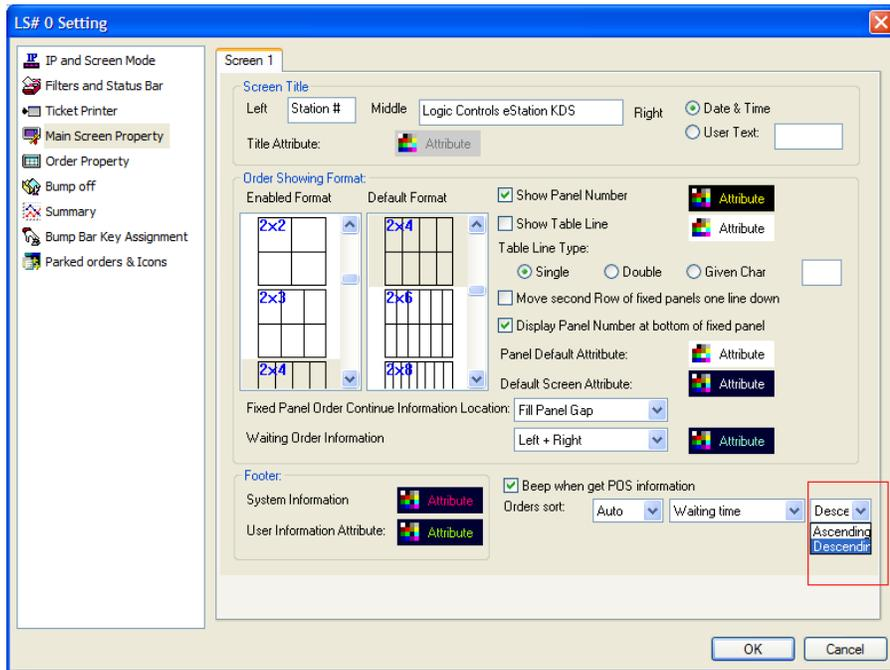 LS# 0 Setting
IP and Screen Mode
Filters and Status Bar
Ticket Printer
Main Screen Property
Order Property
Bump off
Summary
Bump Bar Key Assignment
Parked orders & Icons
Screen 1
Screen Title
Left Station # Middle Logic Controls eStation KDS Right Date & Time
User Text:
Title Attribute: Attribute
Order Showing Format:
Enabled Format Default Format
2x2
2x3
2x4
2x4
2x6
2x8
Show Panel Number Attribute
Show Table Line Attribute
Table Line Type:
Single Double Given Char
Move second Row of fixed panels one line down
Display Panel Number at bottom of fixed panel
Panel Default Attritbute: Attribute
Default Screen Attribute: Attribute
Fixed Panel Order Continue Information Location: Fill Panel Gap
Waiting Order Information Left + Right Attribute
Footer:
System Information Attribute
User Information Attribute: Attribute
Beep when get POS information
Orders sort: Auto Waiting time Desce
Ascending
Descendin
OK Cancel